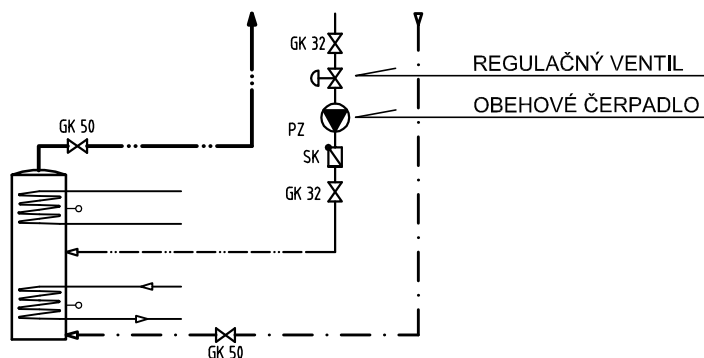 GK 32
REGULAČNÝ VENTIL
OBEHOVÉ ČERPADLO
GK 50
PZ
SK
GK 32
GK 50